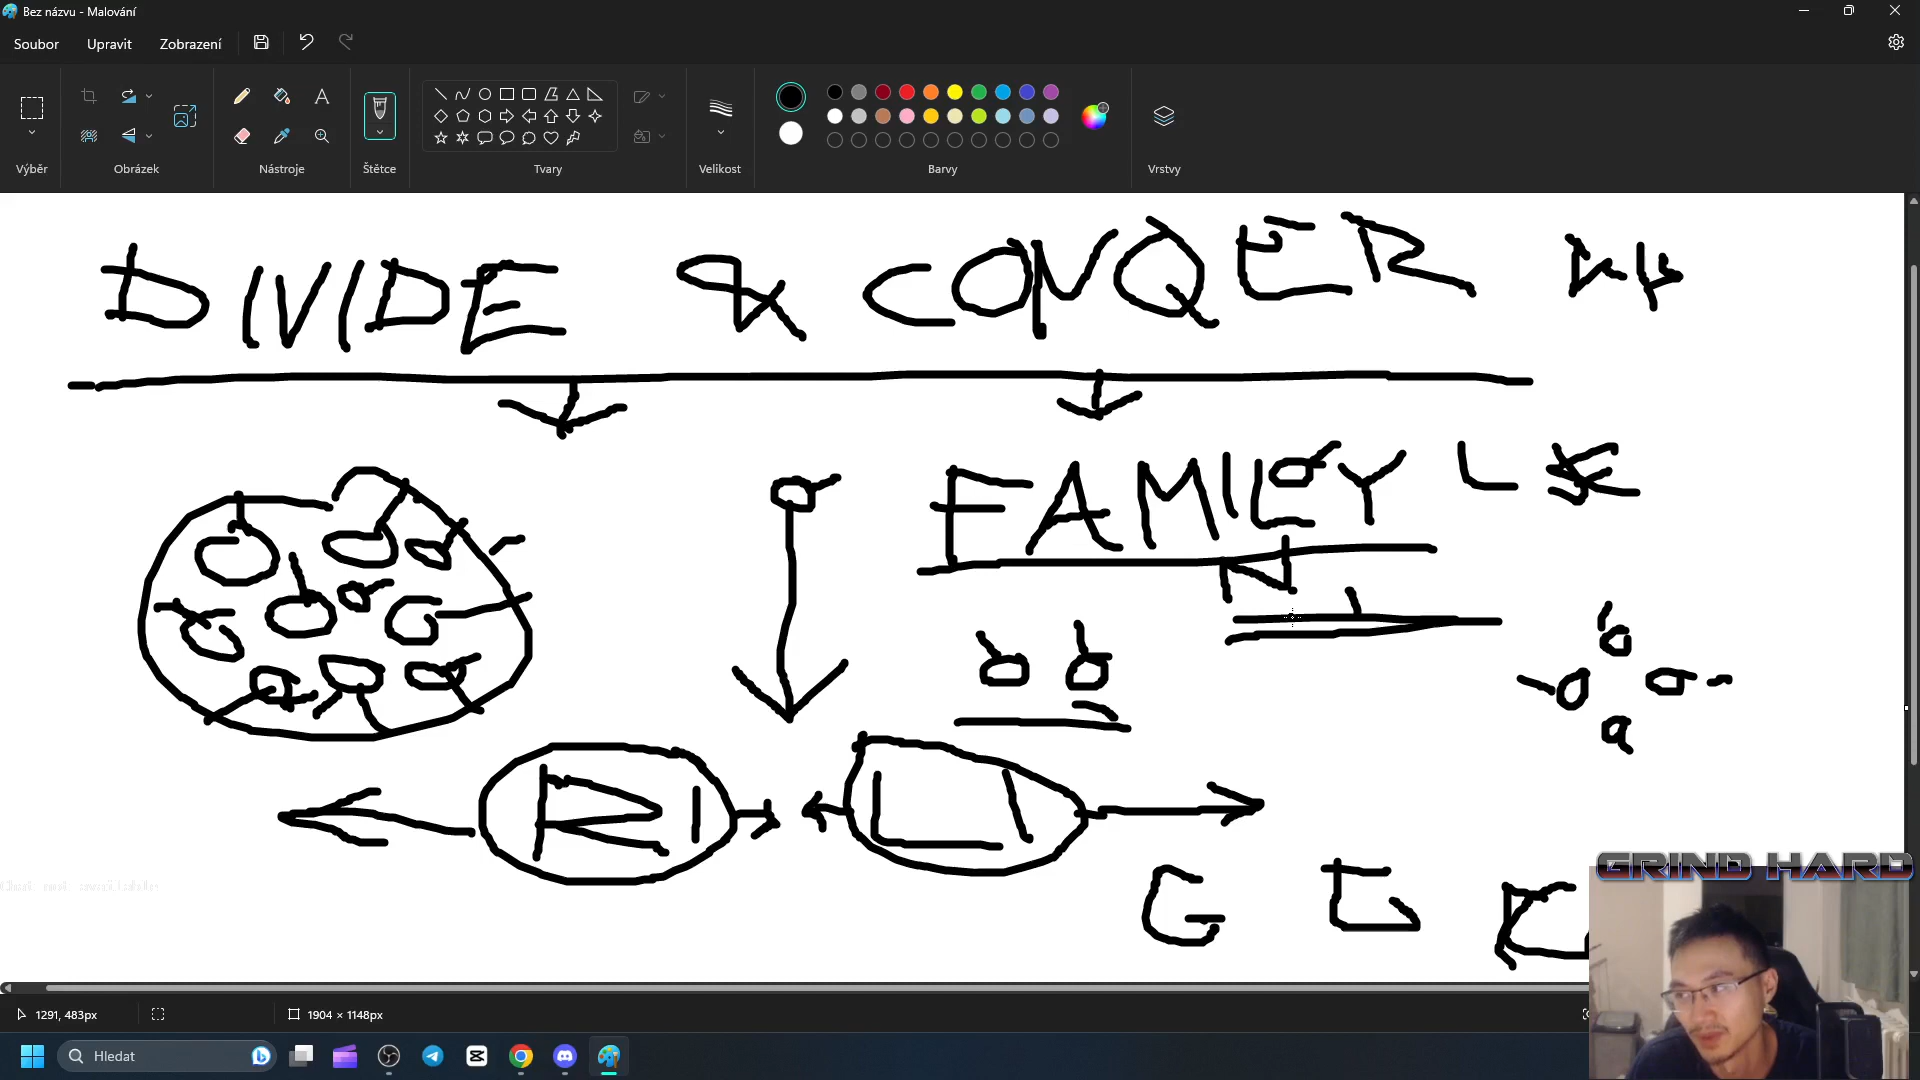 Bez názvu - Malování
Soubor Upravit Zobrazení
Výběr Obrázek Nástroje Štětce Tvary Velikost Barvy Vrstvy
DIVIDE & CONQER
FAMILY L
R L
G
GRIND HARD
1291, 483px 1904 × 1148px
Hledat